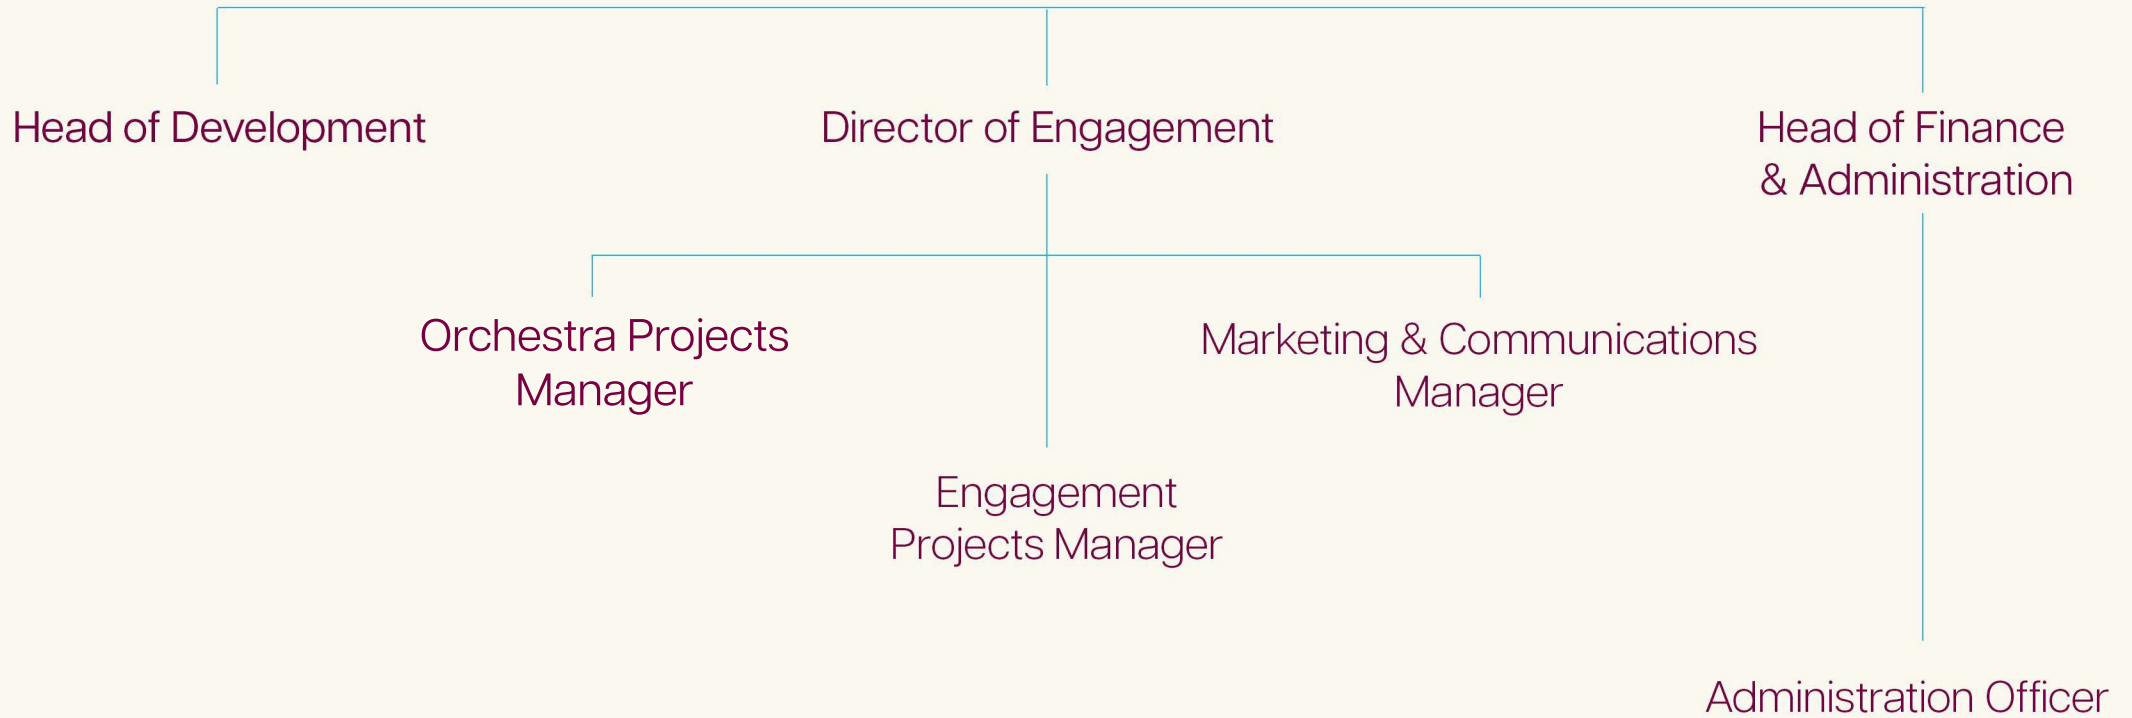 Head of Development
Director of Engagement
Head of Finance
& Administration
Orchestra Projects
Manager
Marketing & Communications
Manager
Engagement
Projects Manager
Administration Officer